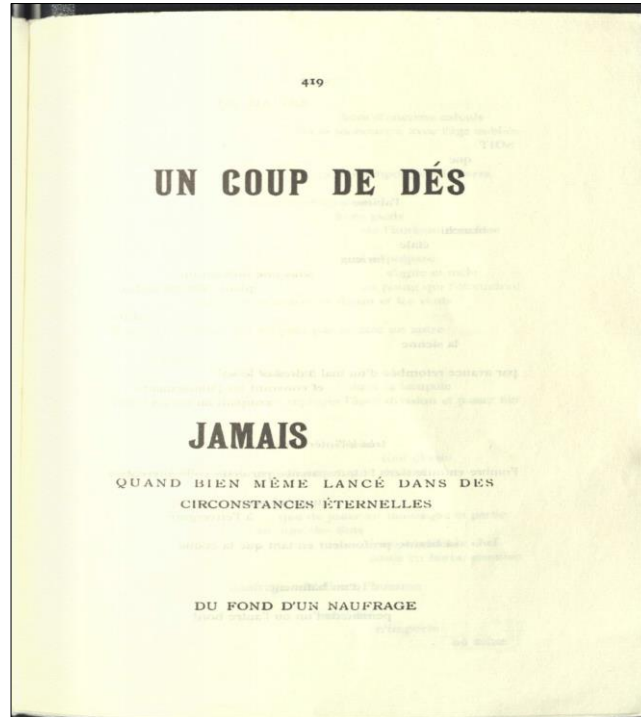 419
UN COUP DE DÉS
JAMAIS
QUAND BIEN MÊME LANCÉ DANS DES
CIRCONSTANCES ÉTERNELLES
DU FOND D'UN NAUFRAGE